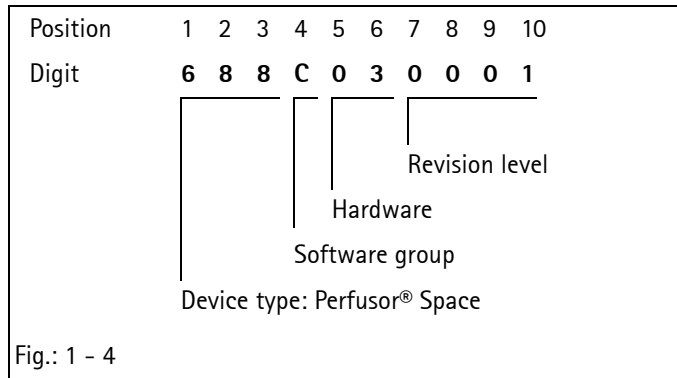 Position 1 2 3 4 5 6 7 8 9 10
Digit 6 8 8 C 0 3 0 0 0 1
Revision level
Hardware
Software group
Device type: Perfusor® Space
Fig.: 1 - 4